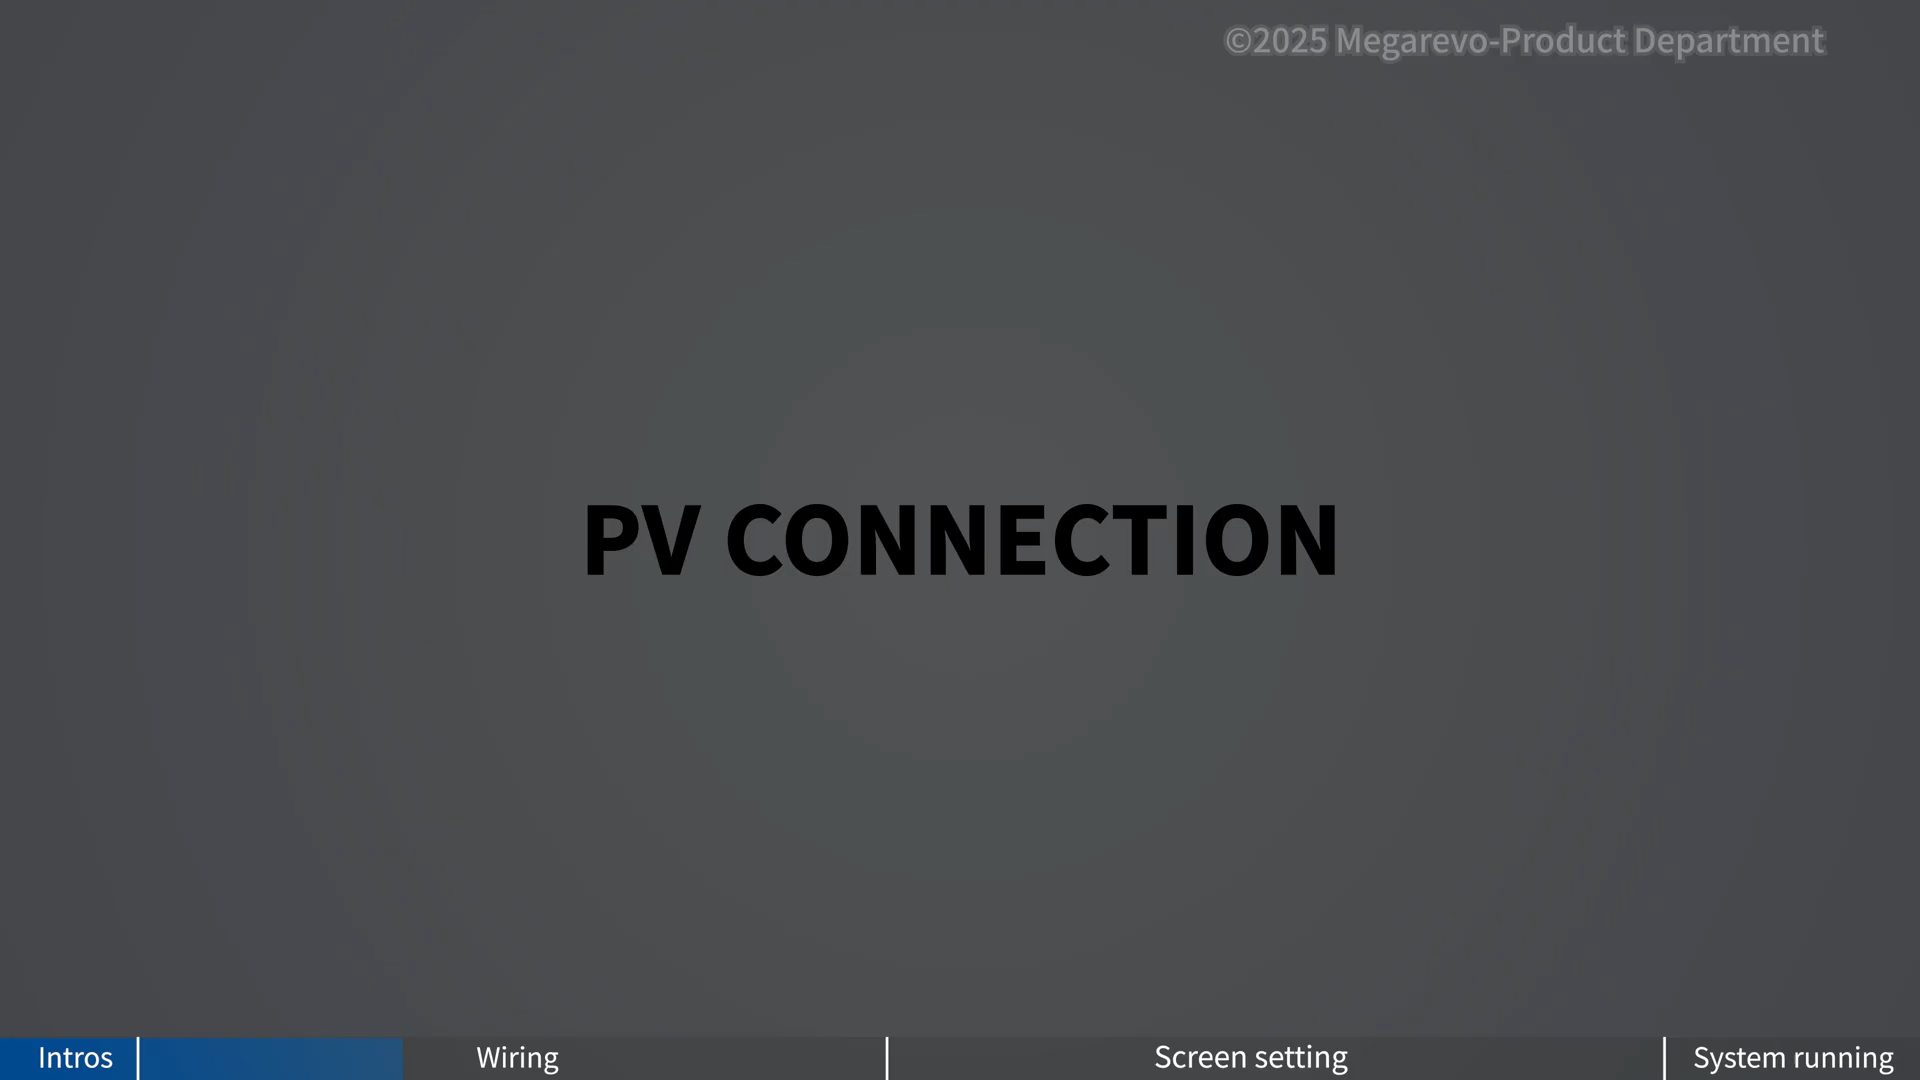 ©2025 Megarevo-Product Department
PV CONNECTION
Intros
Wiring
Screen setting
System running